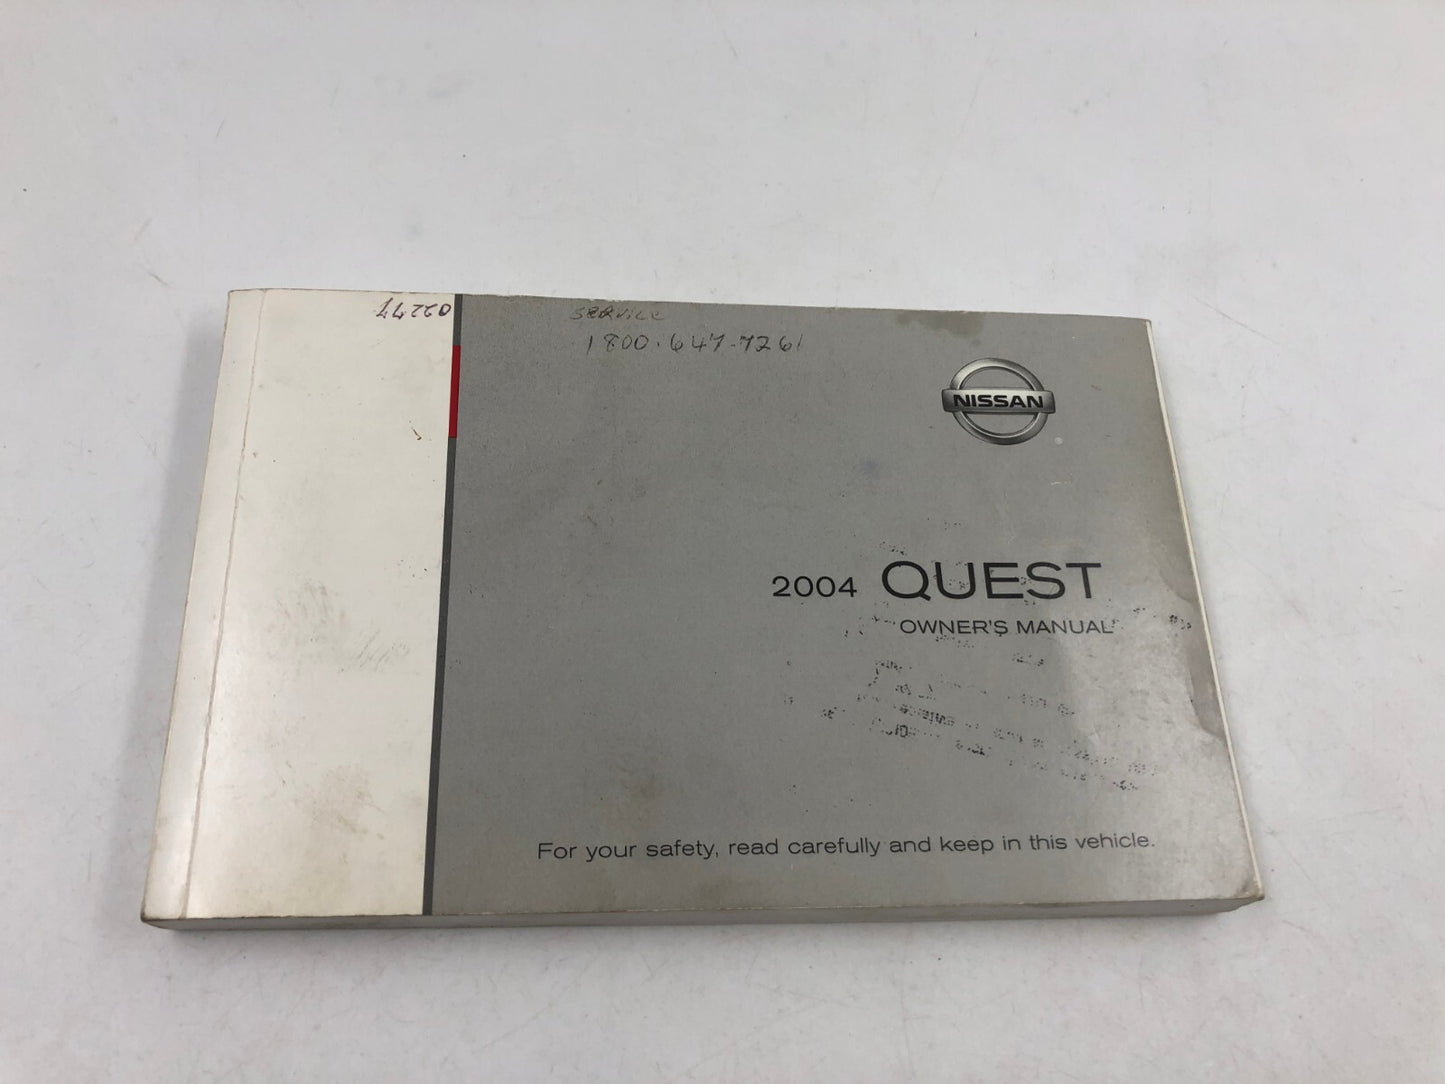 02277
SERVICE
1800.647-7261
NISSAN
2004 QUEST
OWNER'S MANUAL
For your safety, read carefully and keep in this vehicle.